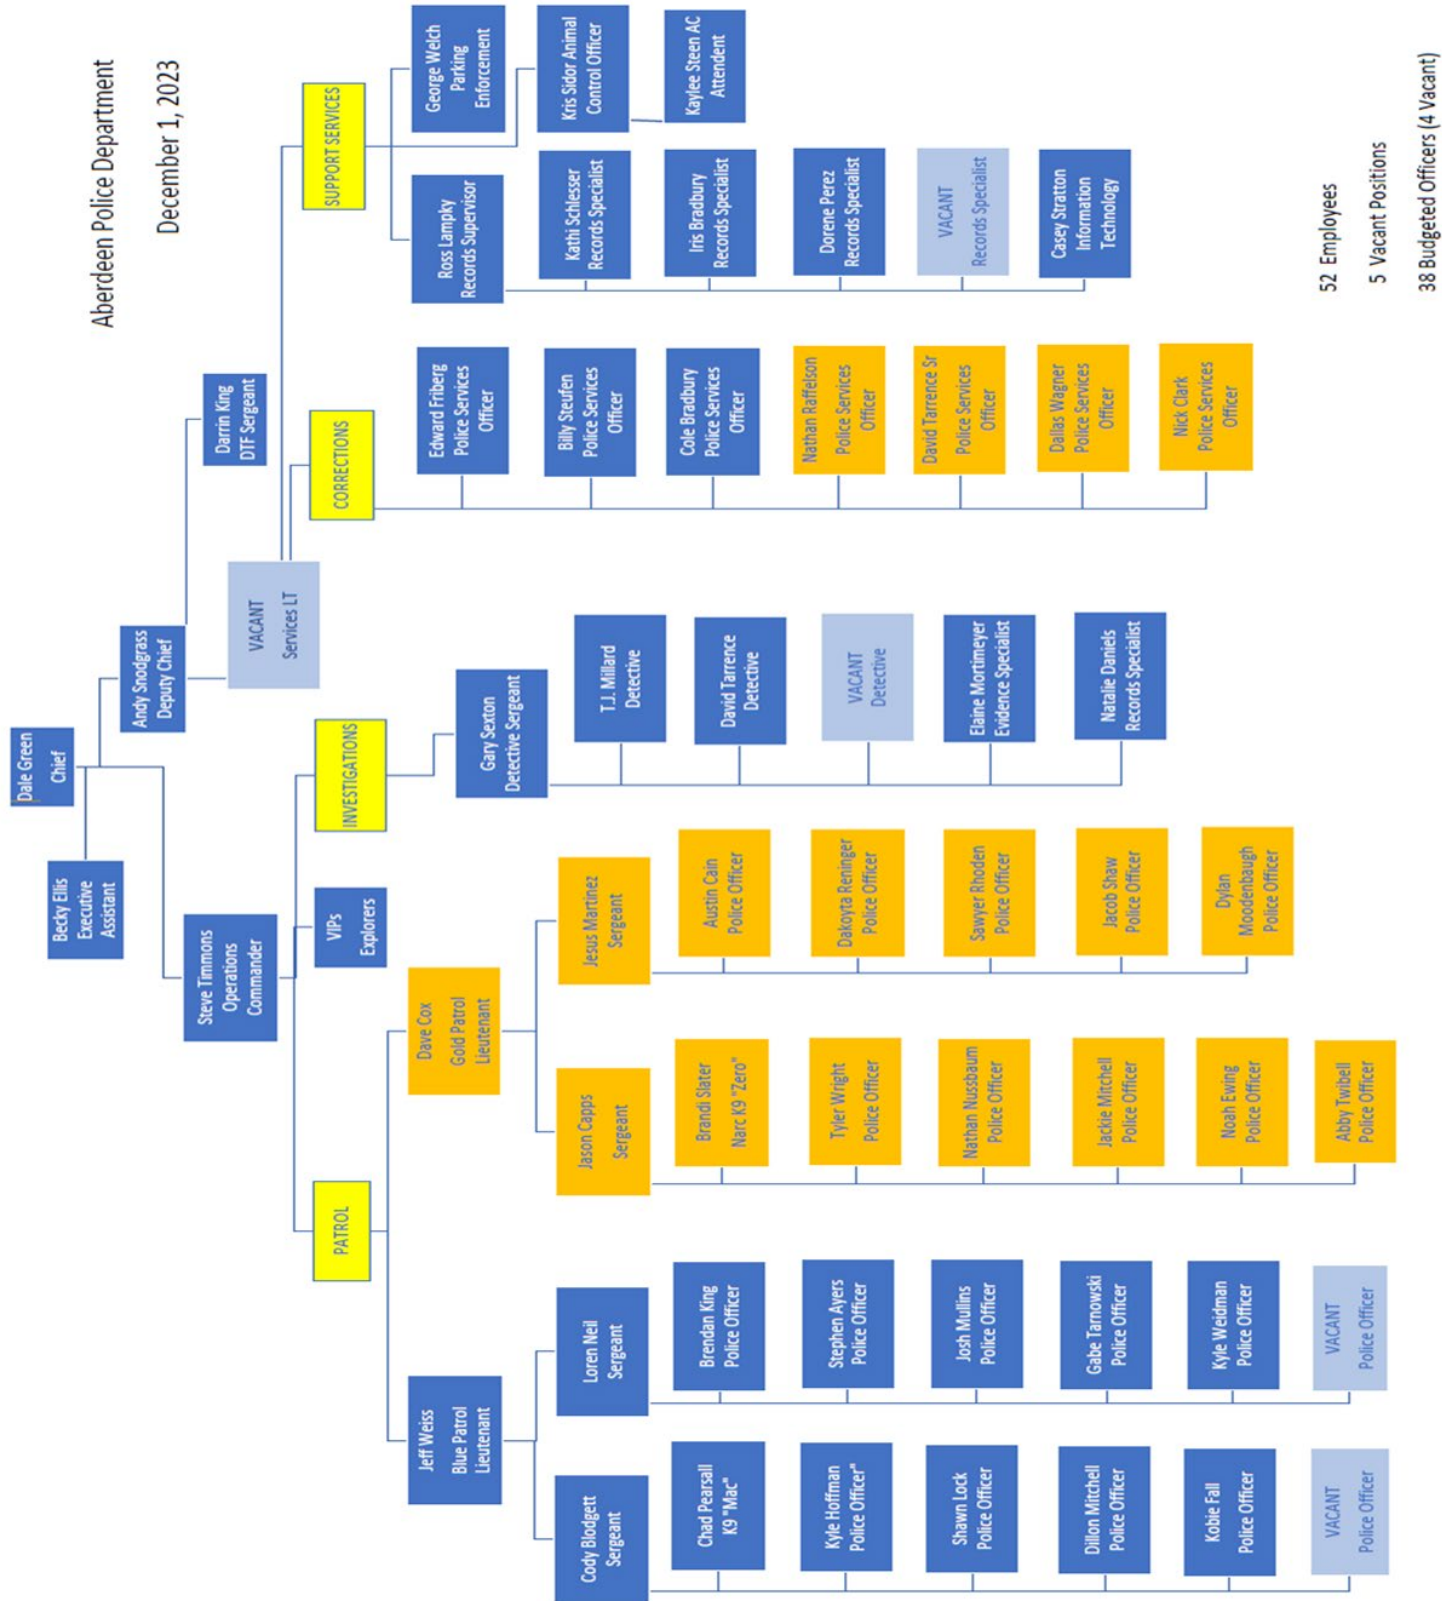 Aberdeen Police Department
December 1, 2023
Dale Green
Chief
Becky Ellis
Executive
Assistant
Andy Snodgrass
Deputy Chief
Darrin King
DTF Sergeant
Steve Timmons
Operations
Commander
VACANT
Services LT
VIPs
Explorers
PATROL
INVESTIGATIONS
CORRECTIONS
SUPPORT SERVICES
Jeff Weiss
Blue Patrol
Lieutenant
Dave Cox
Gold Patrol
Lieutenant
Cody Blodgett
Sergeant
Chad Pearsall
K9 "Mac"
Kyle Hoffman
Police Officer"
Shawn Lock
Police Officer
Dillon Mitchell
Police Officer
Kobie Fall
Police Officer
VACANT
Police Officer
Loren Neil
Sergeant
Brendan King
Police Officer
Stephen Ayers
Police Officer
Josh Mullins
Police Officer
Gabe Tarnowski
Police Officer
Kyle Weidman
Police Officer
VACANT
Police Officer
Jason Capps
Sergeant
Brandi Slater
Narc K9 "Zero"
Tyler Wright
Police Officer
Nathan Nussbaum
Police Officer
Jackie Mitchell
Police Officer
Noah Ewing
Police Officer
Abby Twibell
Police Officer
Jesus Martinez
Sergeant
Austin Cain
Police Officer
Dakoyta Reninger
Police Officer
Sawyer Rhoden
Police Officer
Jacob Shaw
Police Officer
Dylan
Moodenbaugh
Police Officer
Gary Sexton
Detective Sergeant
T.J. Millard
Detective
David Tarrence
Detective
VACANT
Detective
Elaine Mortimeyer
Evidence Specialist
Natalie Daniels
Records Specialist
Edward Friberg
Police Services
Officer
Billy Steufen
Police Services
Officer
Cole Bradbury
Police Services
Officer
Nathan Raffelson
Police Services
Officer
David Tarrence Sr
Police Services
Officer
Dallas Wagner
Police Services
Officer
Nick Clark
Police Services
Officer
Ross Lampky
Records Supervisor
Kathi Schlesser
Records Specialist
Iris Bradbury
Records Specialist
Dorene Perez
Records Specialist
VACANT
Records Specialist
Casey Stratton
Information
Technology
George Welch
Parking
Enforcement
Kris Sidor Animal
Control Officer
Kaylee Steen AC
Attendent
52 Employees
5 Vacant Positions
38 Budgeted Officers (4 Vacant)